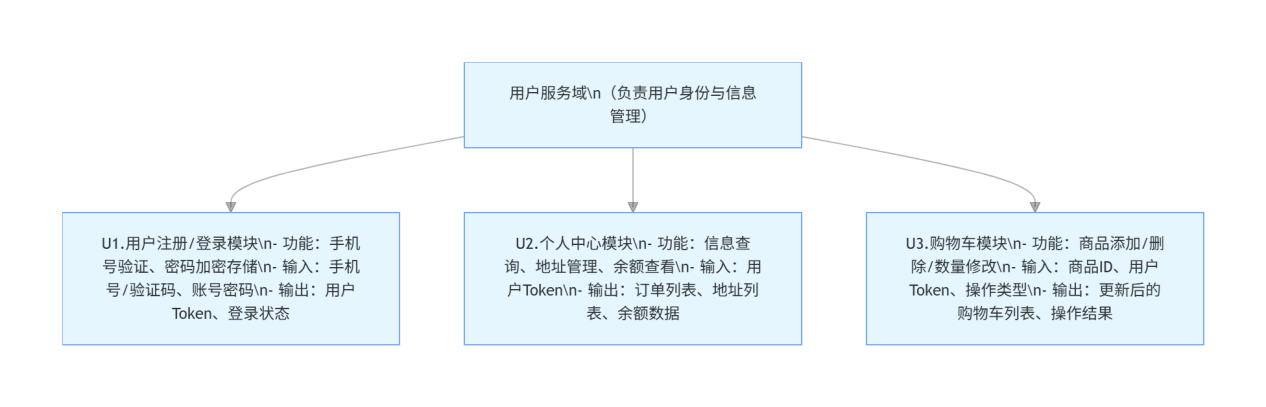 用户服务域\n（负责用户身份与信息
管理）
U1.用户注册/登录模块\n- 功能：手机
号验证、密码加密存储\n- 输入：手机
号/验证码、账号密码\n- 输出：用户
Token、登录状态
U2.个人中心模块\n- 功能：信息查
询、地址管理、余额查看\n- 输入：用
户Token\n- 输出：订单列表、地址列
表、余额数据
U3.购物车模块\n- 功能：商品添加/删
除/数量修改\n- 输入：商品ID、用户
Token、操作类型\n- 输出：更新后的
购物车列表、操作结果